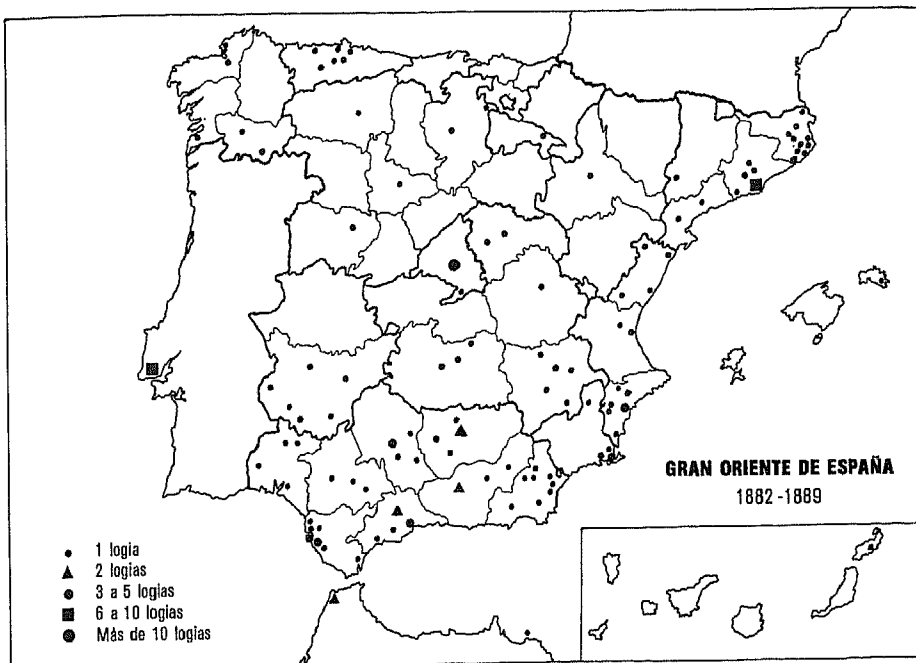 GRAN ORIENTE DE ESPAÑA
1882-1889
1 logia
2 logias
3 a 5 logias
6 a 10 logias
Más de 10 logias